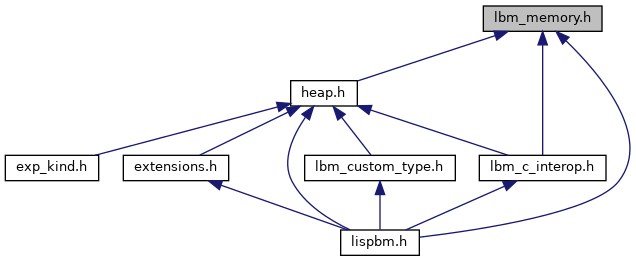 lbm_memory.h
heap.h
exp_kind.h
extensions.h
lbm_custom_type.h
lbm_c_interop.h
lispbm.h